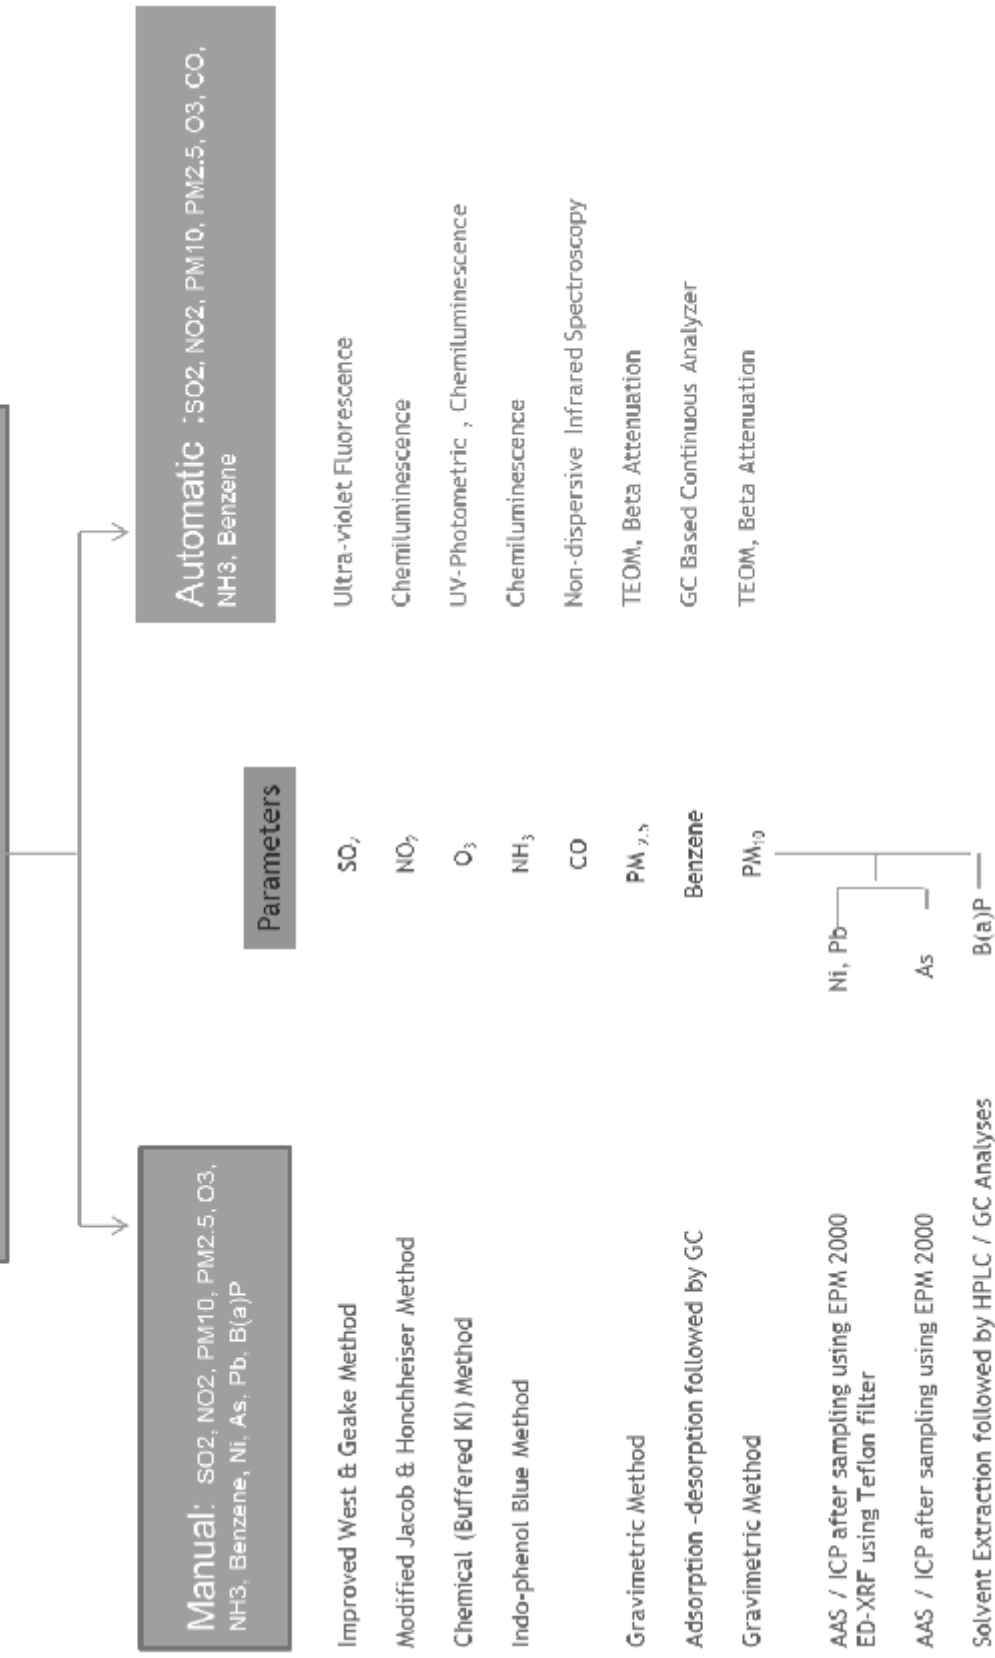 Manual: SO2, NO2, PM10, PM2.5, O3,
NH3, Benzene, Ni, As, Pb, B(a)P
Automatic :SO2, NO2, PM10, PM2.5, O3, CO,
NH3, Benzene
Parameters
Improved West & Geake Method SO2 Ultra-violet Fluorescence
Modified Jacob & Honchheiser Method NO2 Chemiluminescence
Chemical (Buffered KI) Method O3 UV-Photometric , Chemiluminescence
Indo-phenol Blue Method NH3 Chemiluminescence
CO Non-dispersive Infrared Spectroscopy
Gravimetric Method PM 2.5 TEOM, Beta Attenuation
Adsorption -desorption followed by GC Benzene GC Based Continuous Analyzer
Gravimetric Method PM10 TEOM, Beta Attenuation
AAS / ICP after sampling using EPM 2000 Ni, Pb
ED-XRF using Teflon filter
AAS / ICP after sampling using EPM 2000 As
Solvent Extraction followed by HPLC / GC Analyses B(a)P